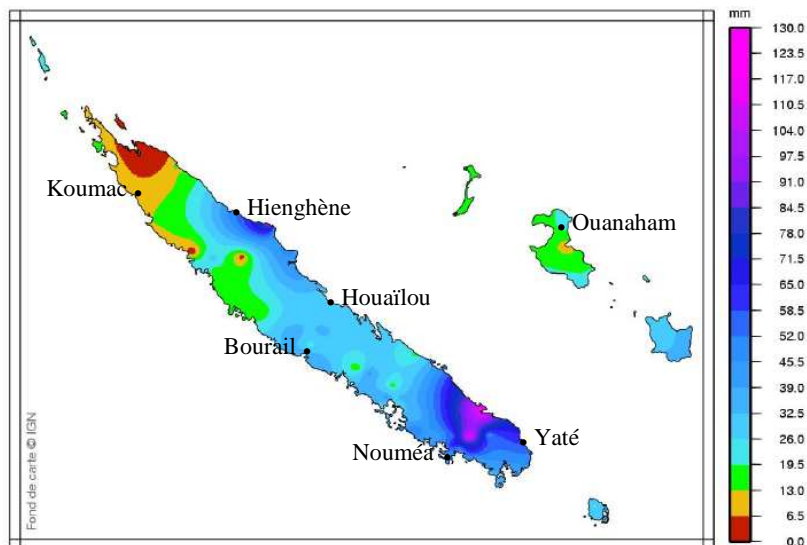 mm
130.0
123.5
117.0
110.5
104.0
97.5
91.0
84.5
78.0
71.5
65.0
58.5
52.0
45.5
39.0
32.5
26.0
19.5
13.0
6.5
0.0
Koumac
Hienghène
Ouanaham
Houaïlou
Bourail
Nouméa
Yaté
Fond de carte © IGN